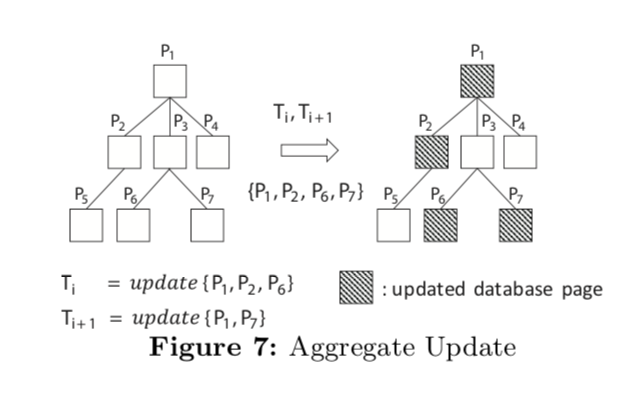 P1 P1
P2 P3 P4 Ti,Ti+1 P2 P3 P4
P5 P6 P7 {P1,P2, P6,P7} P5 P6 P7
Ti = update{P1,P2,P6}
: updated database page
Ti+1 = update{P1,P7}
Figure 7: Aggregate Update